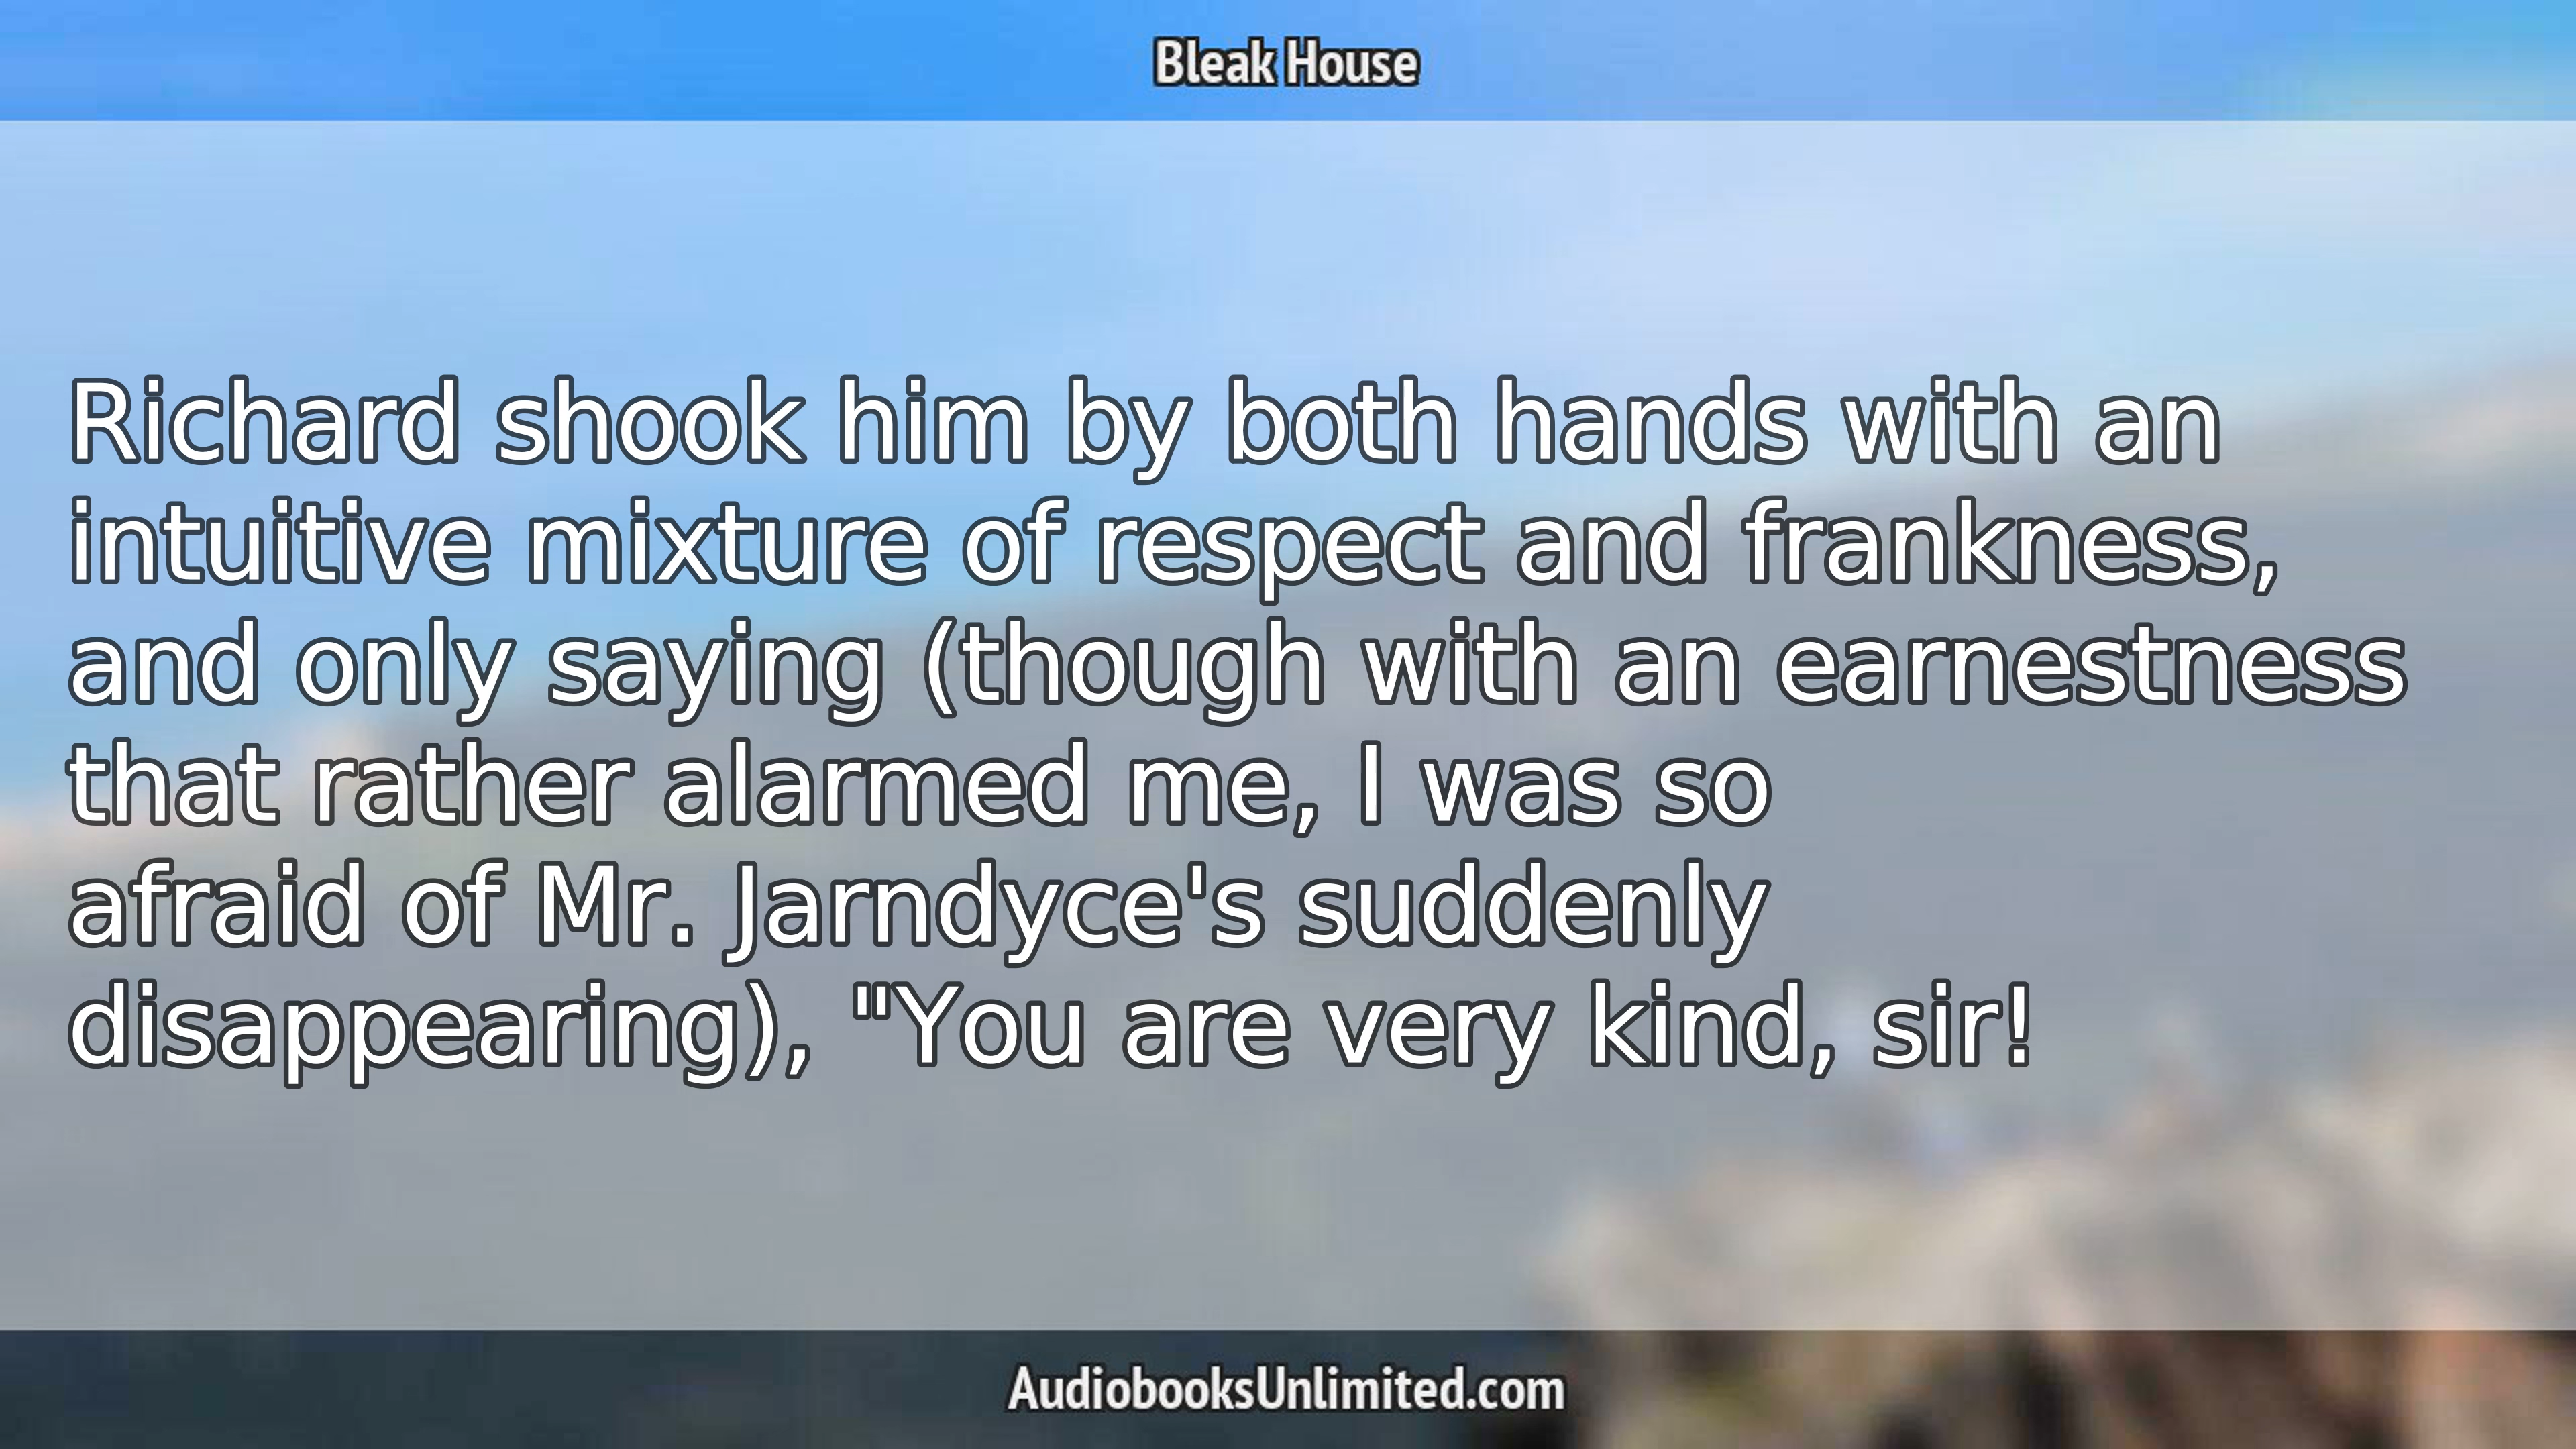 Bleak House
Richard shook him by both hands with an
intuitive mixture of respect and frankness,
and only saying (though with an earnestness
that rather alarmed me, I was so
afraid of Mr. Jarndyce's suddenly
disappearing), "You are very kind, sir!
AudiobooksUnlimited.com